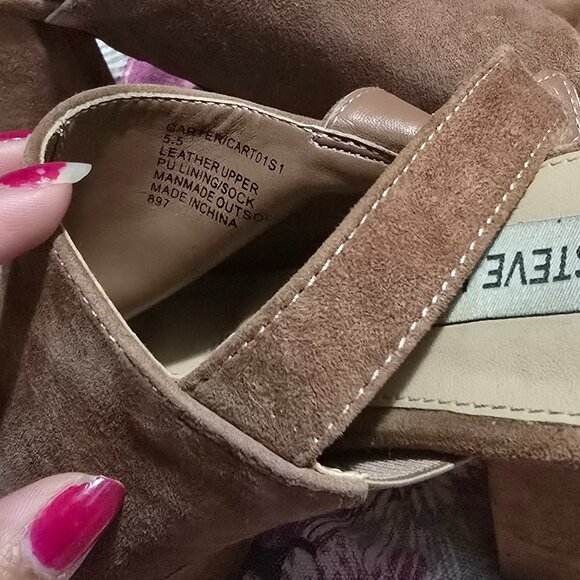 CARTER/CART01S1
5.5
LEATHER UPPER
PU LINING/SOCK
MANMADE OUTSO
MADE IN CHINA
897
STEVE